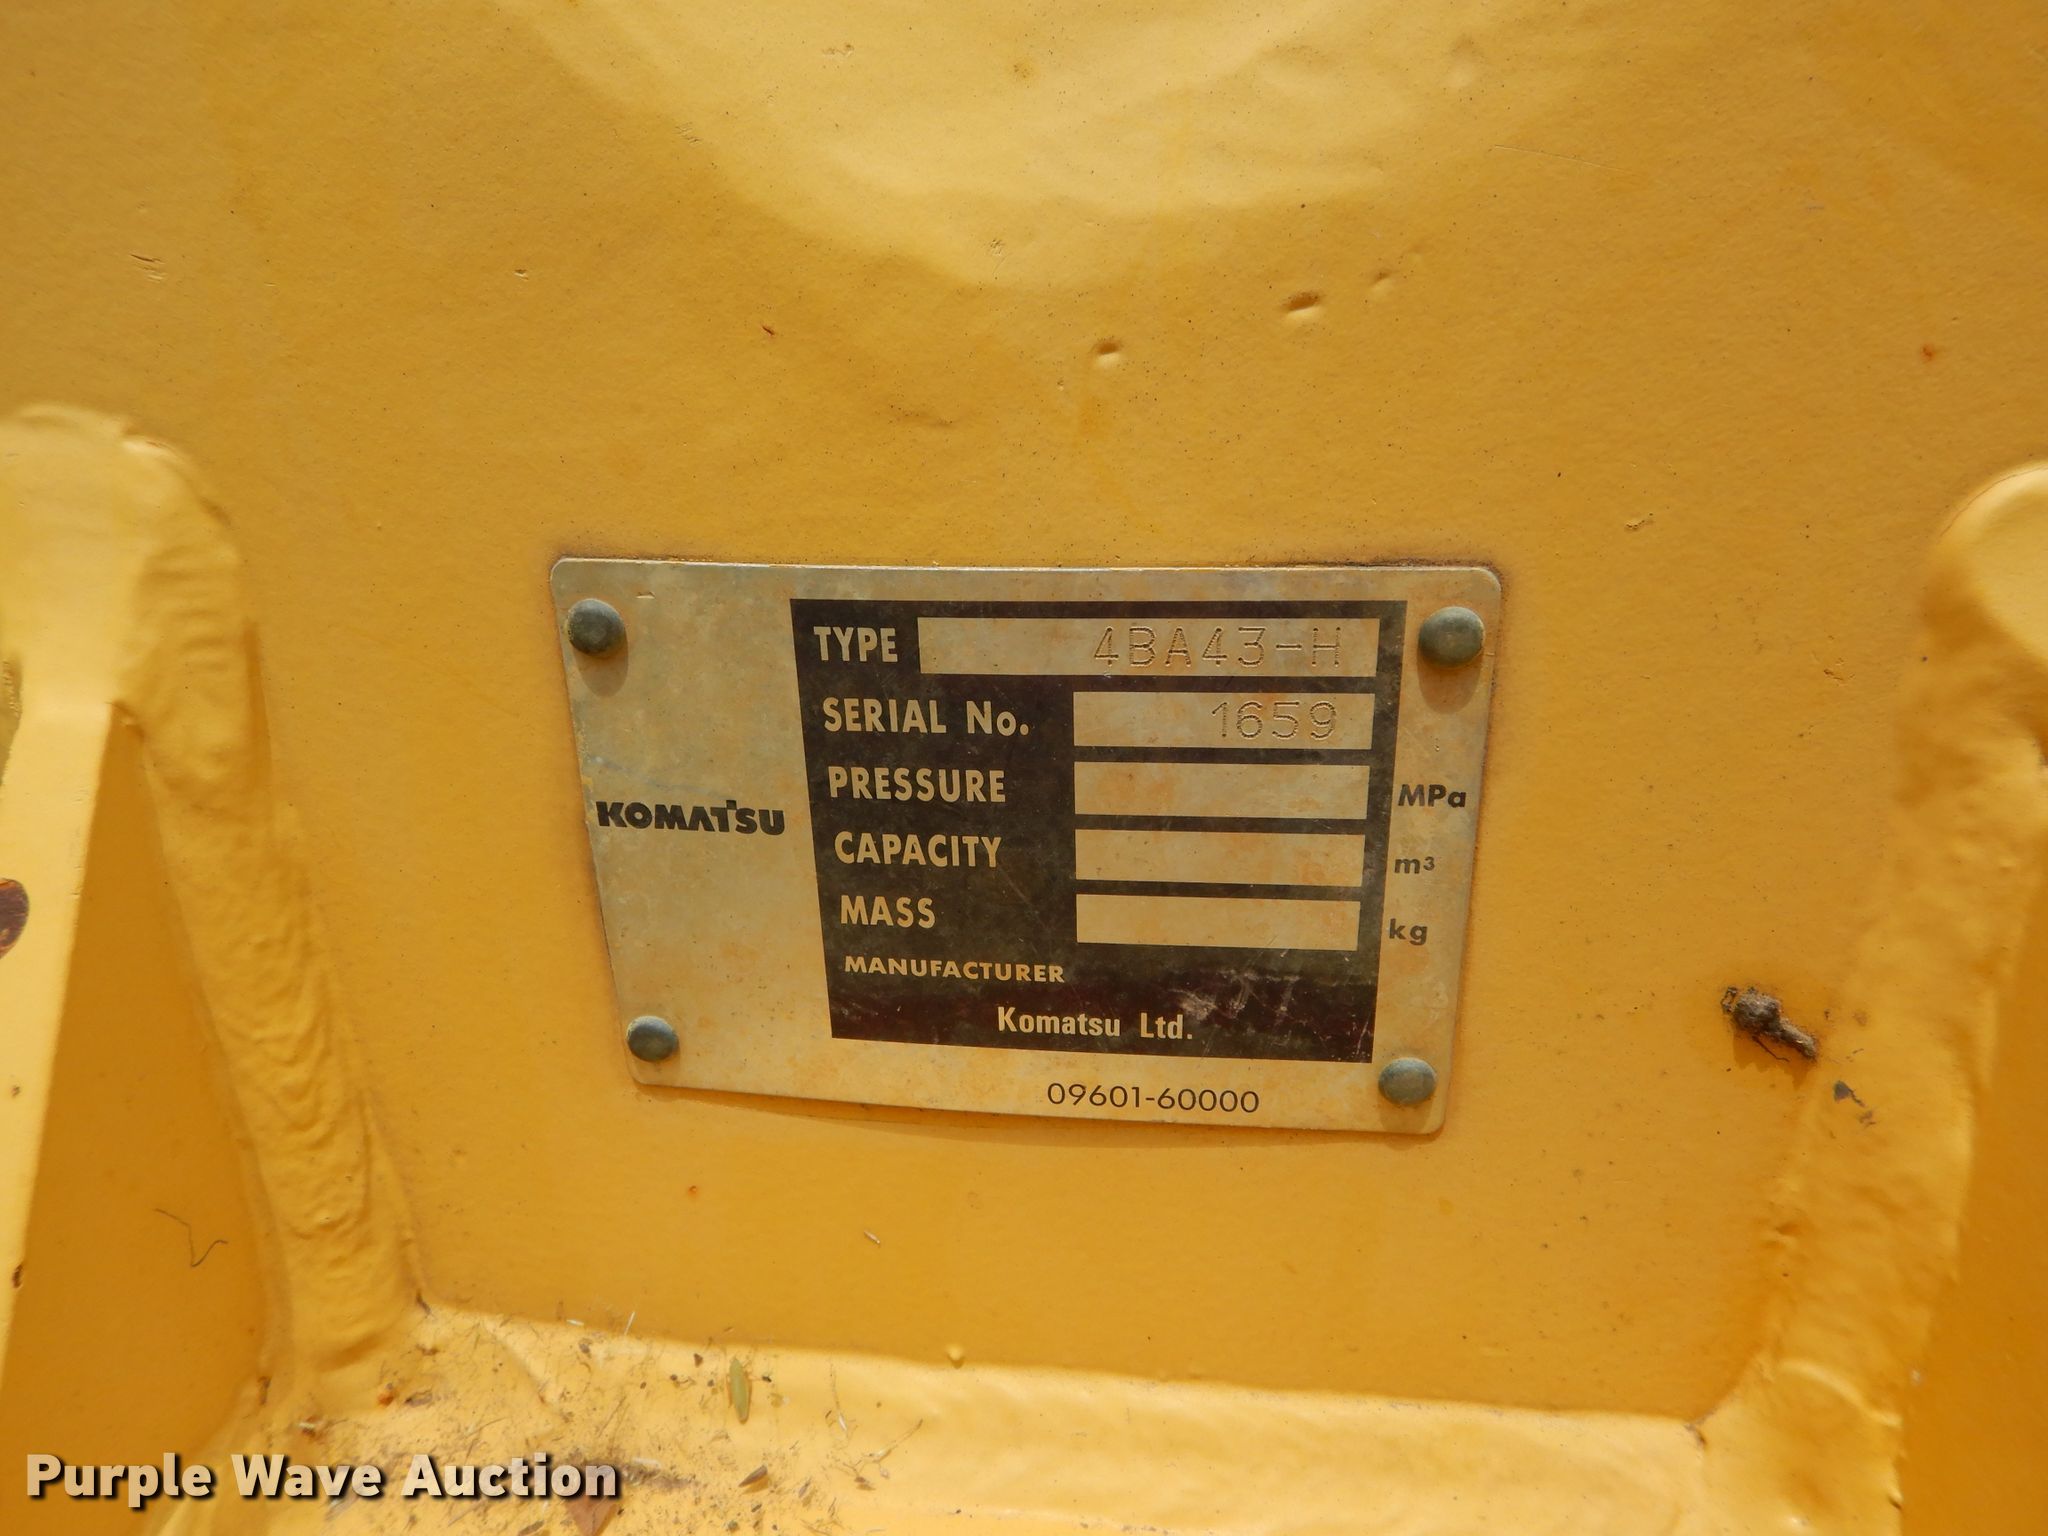 TYPE 4BA43-H
SERIAL No. 1659
PRESSURE MPa
CAPACITY m³
MASS kg
KOMATSU
MANUFACTURER
Komatsu Ltd.
09601-60000
Purple Wave Auction